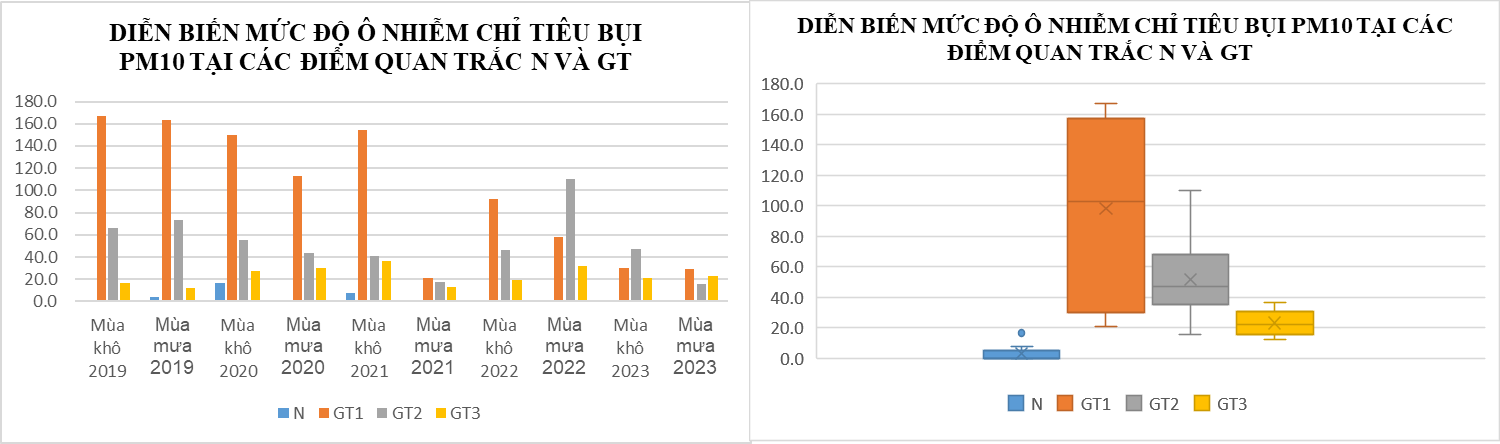 DIỄN BIẾN MỨC ĐỘ Ô NHIỄM CHỈ TIÊU BỤI
PM10 TẠI CÁC ĐIỂM QUAN TRẮC N VÀ GT
180.0
160.0
140.0
120.0
100.0
80.0
60.0
40.0
20.0
0.0
Mùa khô 2019
Mùa mưa 2019
Mùa khô 2020
Mùa mưa 2020
Mùa khô 2021
Mùa mưa 2021
Mùa khô 2022
Mùa mưa 2022
Mùa khô 2023
Mùa mưa 2023
N GT1 GT2 GT3
DIỄN BIẾN MỨC ĐỘ Ô NHIỄM CHỈ TIÊU BỤI PM10 TẠI CÁC
ĐIỂM QUAN TRẮC N VÀ GT
180.0
160.0
140.0
120.0
100.0
80.0
60.0
40.0
20.0
0.0
N GT1 GT2 GT3